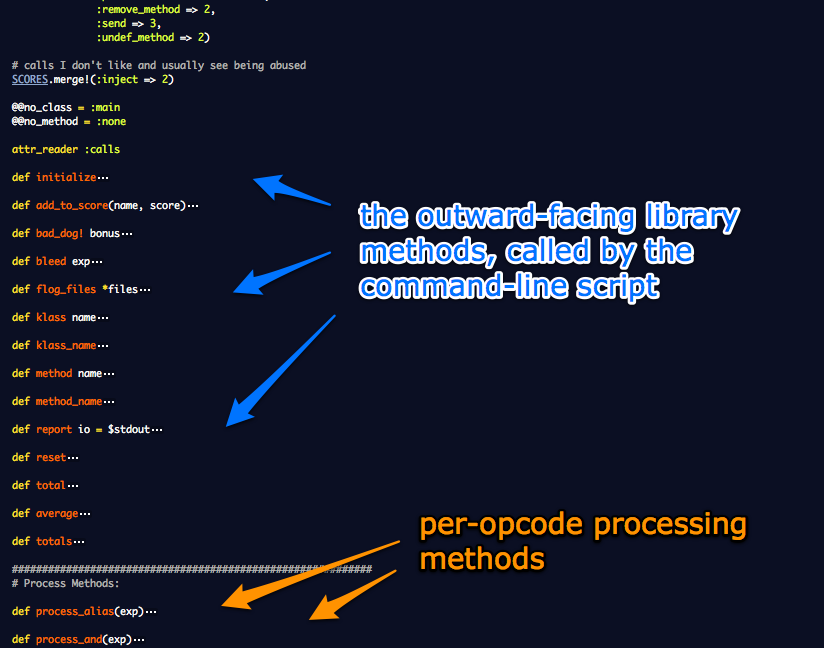 :remove_method => 2,
:send => 3,
:undef_method => 2)
# calls I don't like and usually see being abused
SCORES.merge!(:inject => 2)
@@no_class = :main
@@no_method = :none
attr_reader :calls
def initialize…
def add_to_score(name, score)…
def bad_dog! bonus…
def bleed exp…
def flog_files *files…
def klass name…
def klass_name…
def method name…
def method_name…
def report io = $stdout…
def reset…
def total…
def average…
def totals…
the outward-facing library
methods, called by the
command-line script
per-opcode processing
methods
############################################################
# Process Methods:
def process_alias(exp)…
def process_and(exp)…